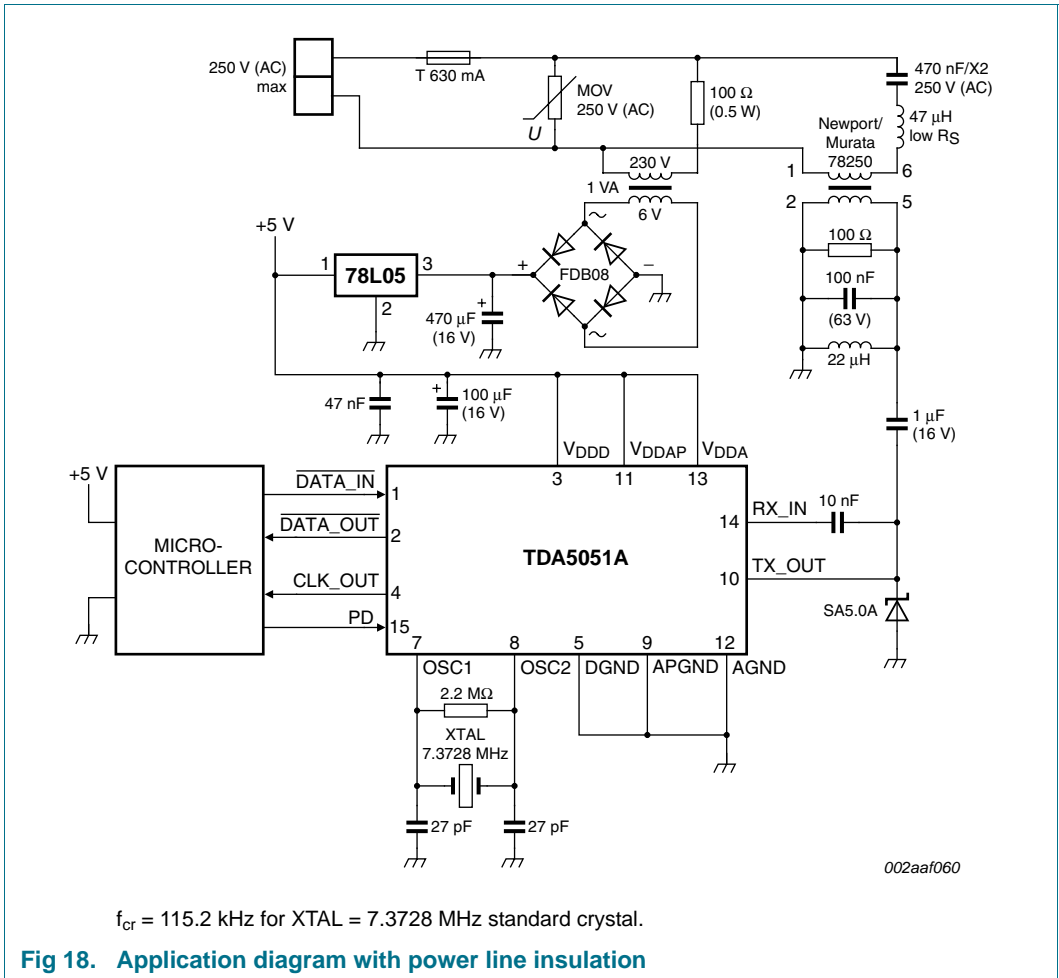 250 V (AC)
max
T 630 mA
MOV
250 V (AC)
U
100 Ω
(0.5 W)
470 nF/X2
250 V (AC)
47 μH
low RS
Newport/
Murata
78250
1
6
2
5
230 V
1 VA
6 V
100 Ω
100 nF
(63 V)
22 μH
+5 V
1
78L05
3
2
+
470 μF
(16 V)
+
FDB08
−
∼
∼
47 nF
+
100 μF
(16 V)
1 μF
(16 V)
VDDD
VDDAP
VDDA
3
11
13
+5 V
MICRO-
CONTROLLER
DATA_IN
1
DATA_OUT
2
CLK_OUT
4
PD
15
TDA5051A
14
RX_IN
10 nF
10
TX_OUT
SA5.0A
7
8
5
9
12
OSC1
OSC2
DGND
APGND
AGND
2.2 MΩ
XTAL
7.3728 MHz
27 pF
27 pF
002aaf060
fcr = 115.2 kHz for XTAL = 7.3728 MHz standard crystal.
Fig 18. Application diagram with power line insulation